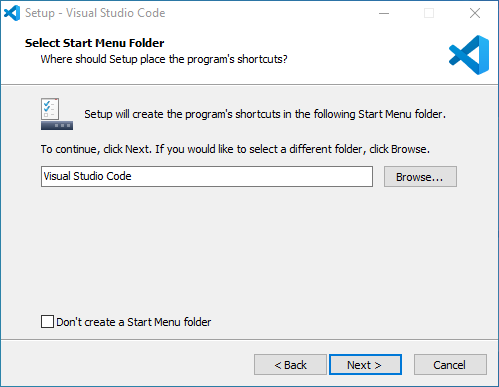 Setup - Visual Studio Code
Select Start Menu Folder
Where should Setup place the program's shortcuts?
Setup will create the program's shortcuts in the following Start Menu folder.
To continue, click Next. If you would like to select a different folder, click Browse.
Visual Studio Code
Browse...
Don't create a Start Menu folder
< Back
Next >
Cancel